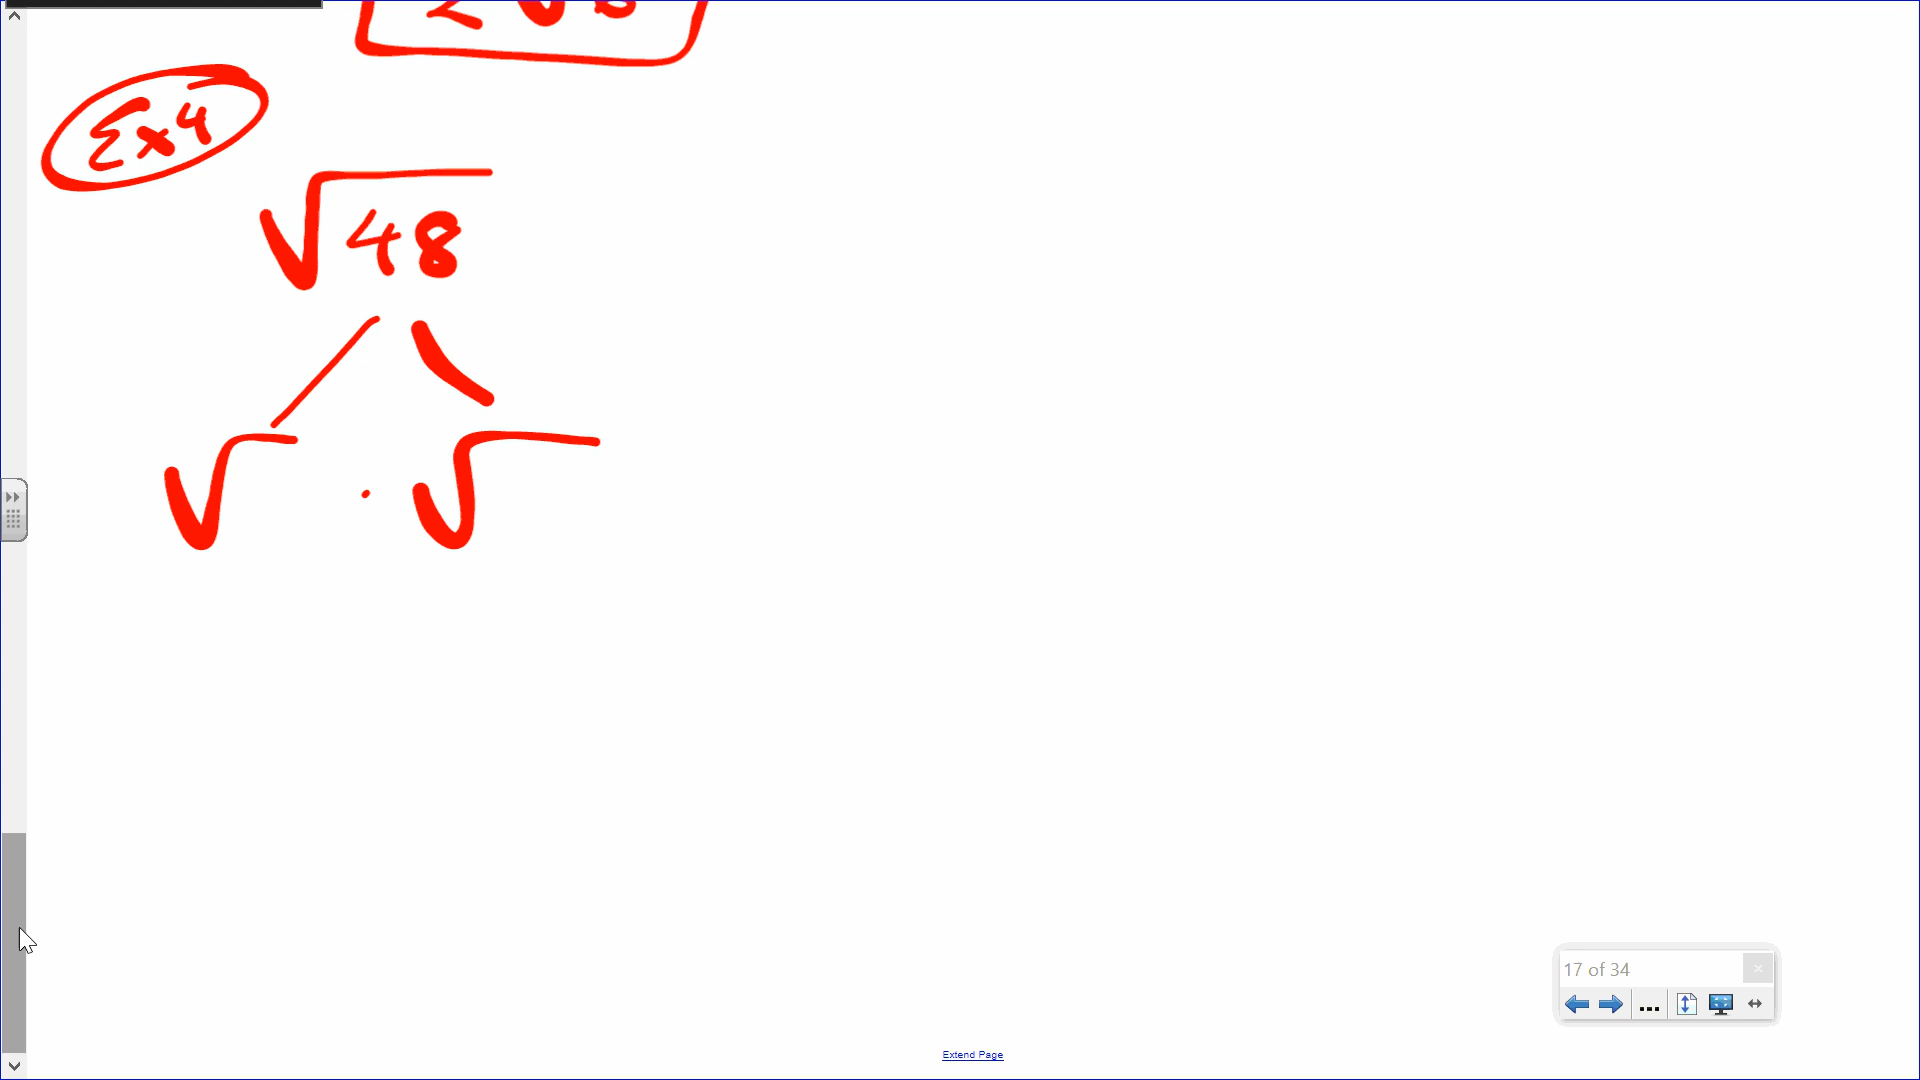 Ex4
√48
√ · √
17 of 34
...
Extend Page